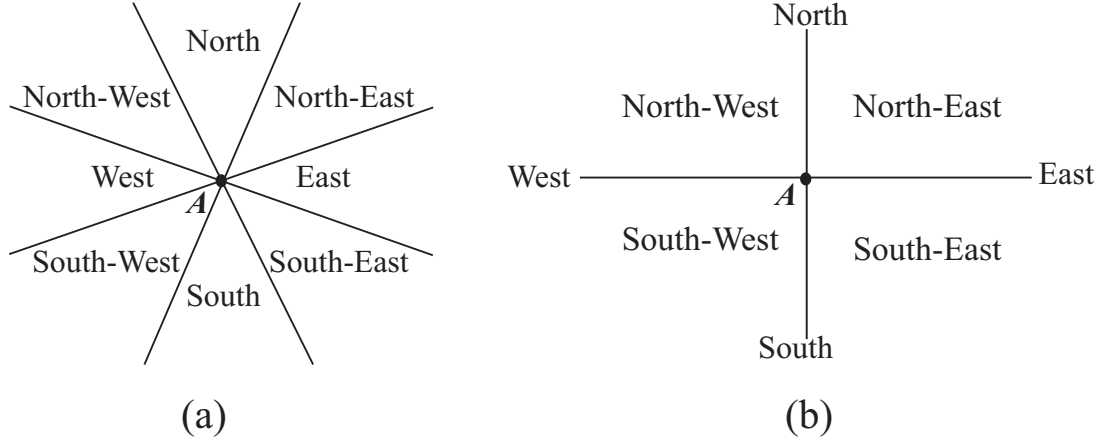 North
North-West North-East
West East
A
South-West South-East
South
(a)
North
North-West North-East
West East
A
South-West South-East
South
(b)